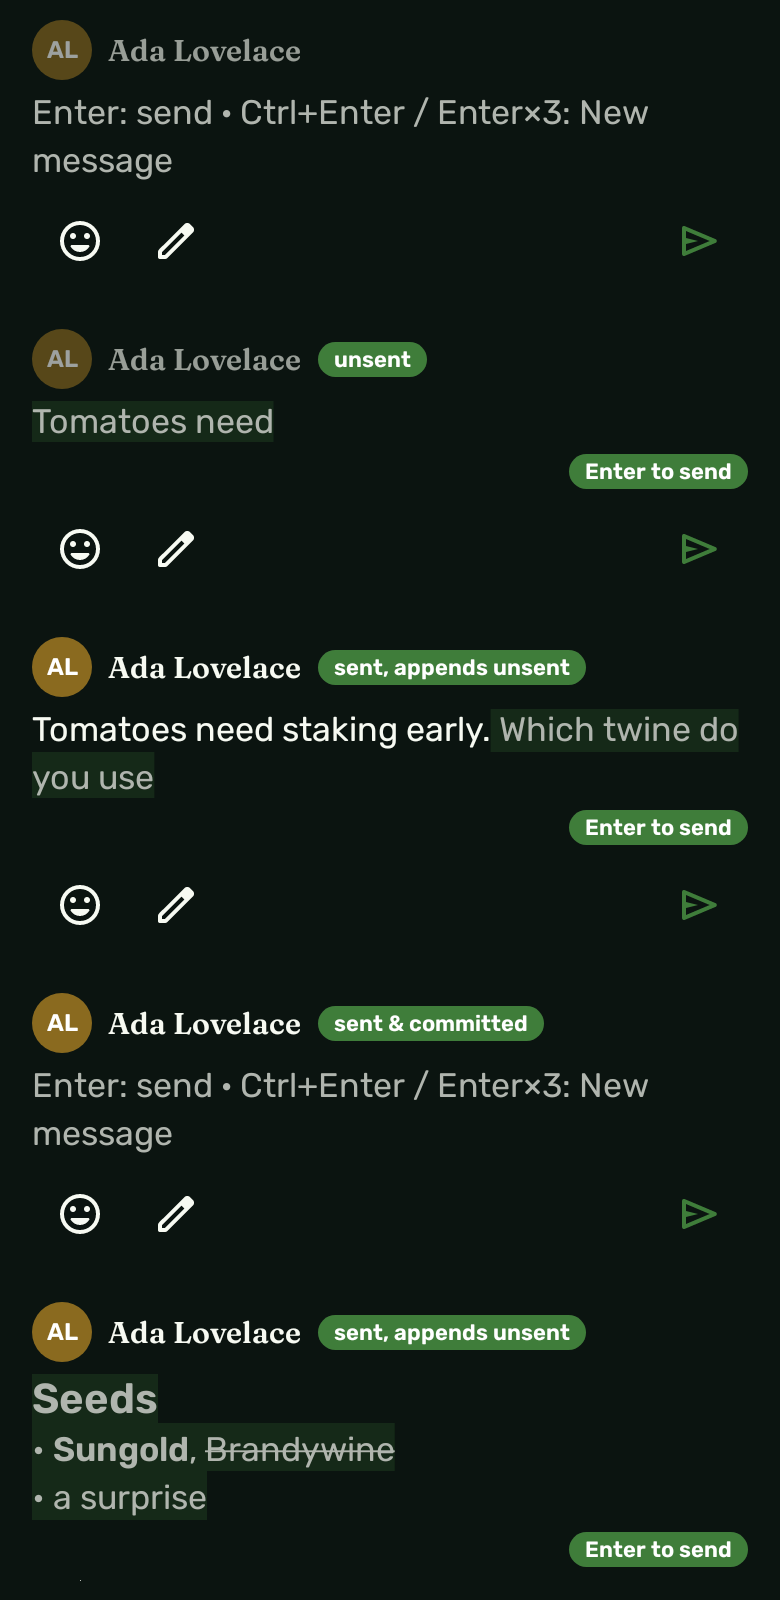 AL Ada Lovelace
Enter: send • Ctrl+Enter / Enter×3: New
message
AL Ada Lovelace unsent
Tomatoes need
Enter to send
AL Ada Lovelace sent, appends unsent
Tomatoes need staking early. Which twine do
you use
Enter to send
AL Ada Lovelace sent & committed
Enter: send • Ctrl+Enter / Enter×3: New
message
AL Ada Lovelace sent, appends unsent
Seeds
• Sungold, Brandywine
• a surprise
Enter to send